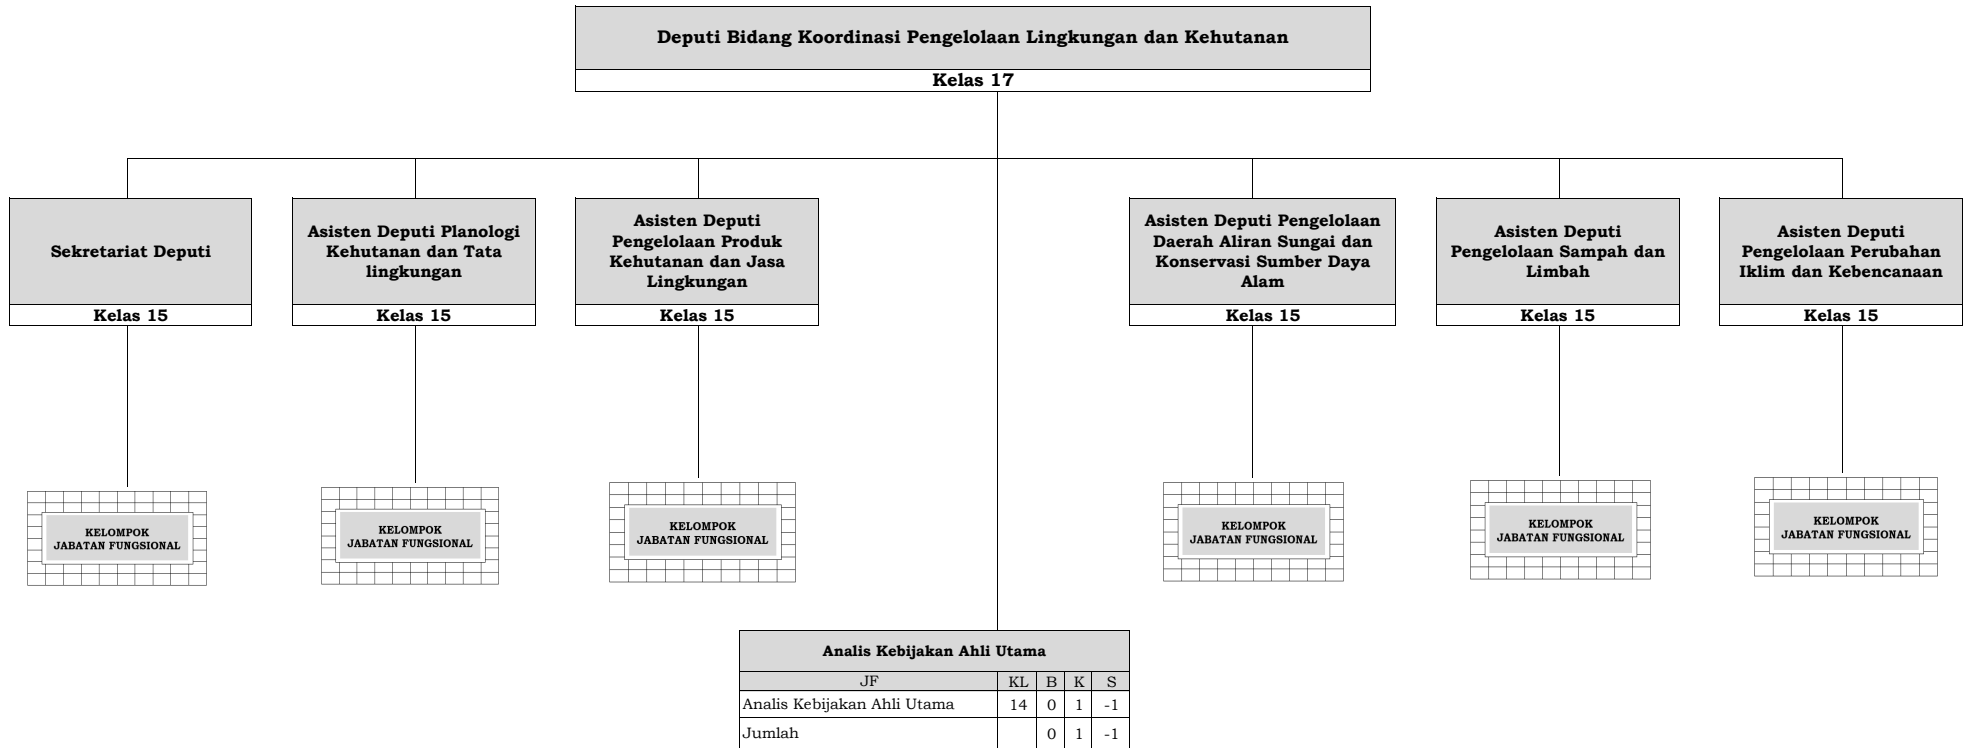 Deputi Bidang Koordinasi Pengelolaan Lingkungan dan Kehutanan
Kelas 17
Sekretariat Deputi
Kelas 15
Asisten Deputi Planologi
Kehutanan dan Tata
lingkungan
Kelas 15
Asisten Deputi
Pengelolaan Produk
Kehutanan dan Jasa
Lingkungan
Kelas 15
Asisten Deputi Pengelolaan
Daerah Aliran Sungai dan
Konservasi Sumber Daya
Alam
Kelas 15
Asisten Deputi
Pengelolaan Sampah dan
Limbah
Kelas 15
Asisten Deputi
Pengelolaan Perubahan
Iklim dan Kebencanaan
Kelas 15
KELOMPOK
JABATAN FUNGSIONAL
KELOMPOK
JABATAN FUNGSIONAL
KELOMPOK
JABATAN FUNGSIONAL
KELOMPOK
JABATAN FUNGSIONAL
KELOMPOK
JABATAN FUNGSIONAL
KELOMPOK
JABATAN FUNGSIONAL
Analis Kebijakan Ahli Utama
JF KL B K S
Analis Kebijakan Ahli Utama 14 0 1 -1
Jumlah 0 1 -1